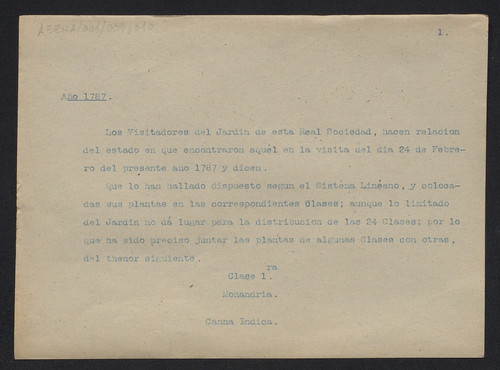 1.
Año 1787.
Los Visitadores del Jardin de esta Real Sociedad, hacen relacion
del estado en que encontraron aquél en la visita del dia 24 de Febre-
ro del presente año 1787 y dicen.
Que lo han hallado dispuesto segun el Sistéma Linéano, y coloca-
das sus plantas en las correspondientes Clases; aunque lo limitado
del Jardin no dá lugar para la distribucion de las 24 Clases; por lo
que ha sido preciso juntar las plantas de algunas Clases con otras,
del thenor siguiente.
Clase 1.ra
Monandria.
Canna Indica.